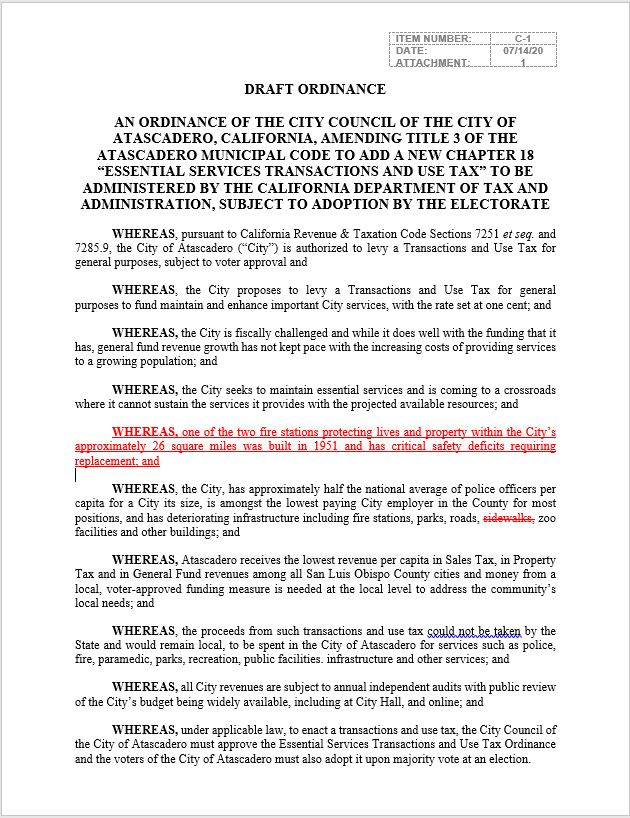 ITEM NUMBER: C-1
DATE: 07/14/20
ATTACHMENT: 1
DRAFT ORDINANCE
AN ORDINANCE OF THE CITY COUNCIL OF THE CITY OF
ATASCADERO, CALIFORNIA, AMENDING TITLE 3 OF THE
ATASCADERO MUNICIPAL CODE TO ADD A NEW CHAPTER 18
“ESSENTIAL SERVICES TRANSACTIONS AND USE TAX” TO BE
ADMINISTERED BY THE CALIFORNIA DEPARTMENT OF TAX AND
ADMINISTRATION, SUBJECT TO ADOPTION BY THE ELECTORATE
WHEREAS, pursuant to California Revenue & Taxation Code Sections 7251 et seq. and
7285.9, the City of Atascadero (“City”) is authorized to levy a Transactions and Use Tax for
general purposes, subject to voter approval and
WHEREAS, the City proposes to levy a Transactions and Use Tax for general
purposes to fund maintain and enhance important City services, with the rate set at one cent; and
WHEREAS, the City is fiscally challenged and while it does well with the funding that it
has, general fund revenue growth has not kept pace with the increasing costs of providing services
to a growing population; and
WHEREAS, the City seeks to maintain essential services and is coming to a crossroads
where it cannot sustain the services it provides with the projected available resources; and
WHEREAS, one of the two fire stations protecting lives and property within the City’s
approximately 26 square miles was built in 1951 and has critical safety deficits requiring
replacement; and
WHEREAS, the City, has approximately half the national average of police officers per
capita for a City its size, is amongst the lowest paying City employer in the County for most
positions, and has deteriorating infrastructure including fire stations, parks, roads, sidewalks, zoo
facilities and other buildings; and
WHEREAS, Atascadero receives the lowest revenue per capita in Sales Tax, in Property
Tax and in General Fund revenues among all San Luis Obispo County cities and money from a
local, voter-approved funding measure is needed at the local level to address the community’s
local needs; and
WHEREAS, the proceeds from such transactions and use tax could not be taken by the
State and would remain local, to be spent in the City of Atascadero for services such as police,
fire, paramedic, parks, recreation, public facilities. infrastructure and other services; and
WHEREAS, all City revenues are subject to annual independent audits with public review
of the City’s budget being widely available, including at City Hall, and online; and
WHEREAS, under applicable law, to enact a transactions and use tax, the City Council of
the City of Atascadero must approve the Essential Services Transactions and Use Tax Ordinance
and the voters of the City of Atascadero must also adopt it upon majority vote at an election.